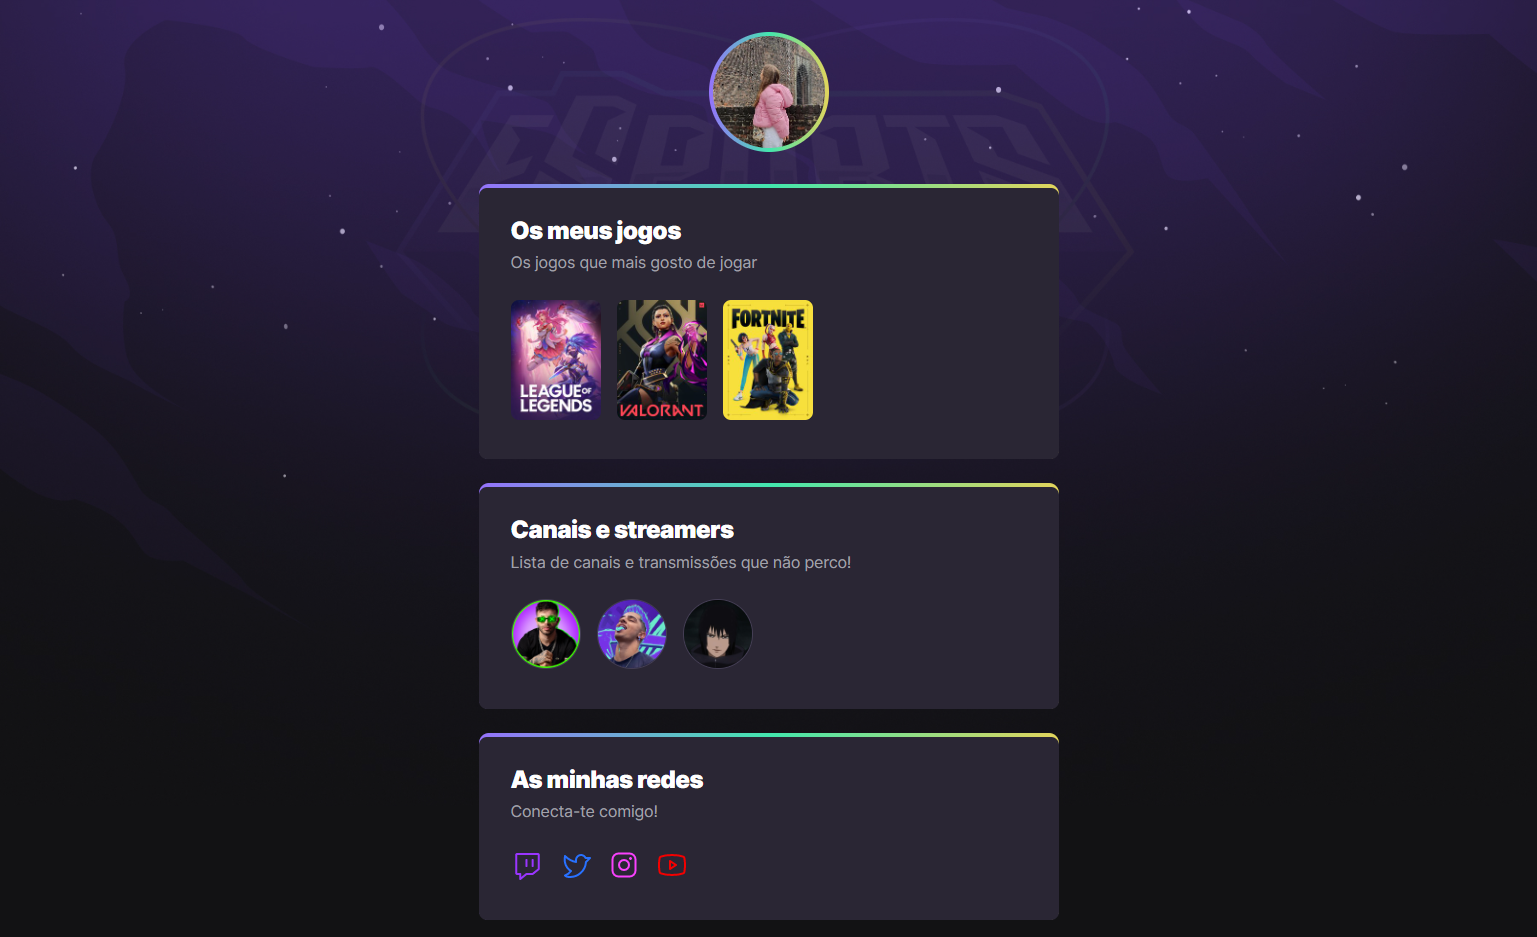 ESPORTS
Os meus jogos
Os jogos que mais gosto de jogar
LEAGUE OF
LEGENDS
VALORANT
FORTNITE
Canais e streamers
Lista de canais e transmissões que não perco!
As minhas redes
Conecta-te comigo!